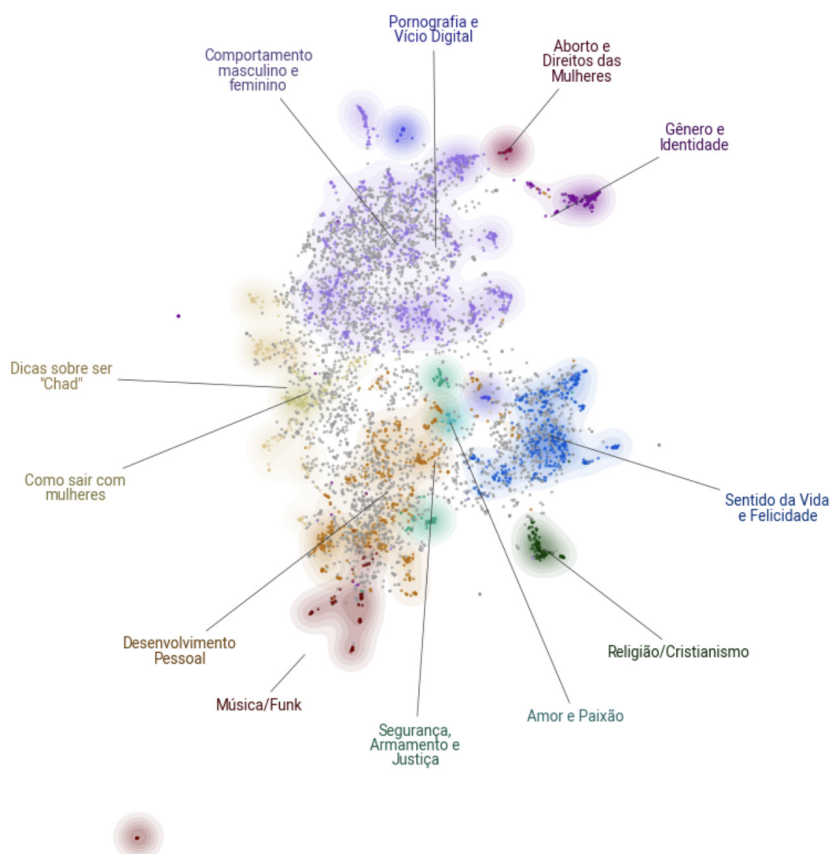 Pornografia e
Vício Digital
Comportamento
masculino e
feminino
Aborto e
Direitos das
Mulheres
Gênero e
Identidade
Dicas sobre ser
"Chad"
Como sair com
mulheres
Sentido da Vida
e Felicidade
Desenvolvimento
Pessoal
Religião/Cristianismo
Música/Funk
Amor e Paixão
Segurança,
Armamento e
Justiça